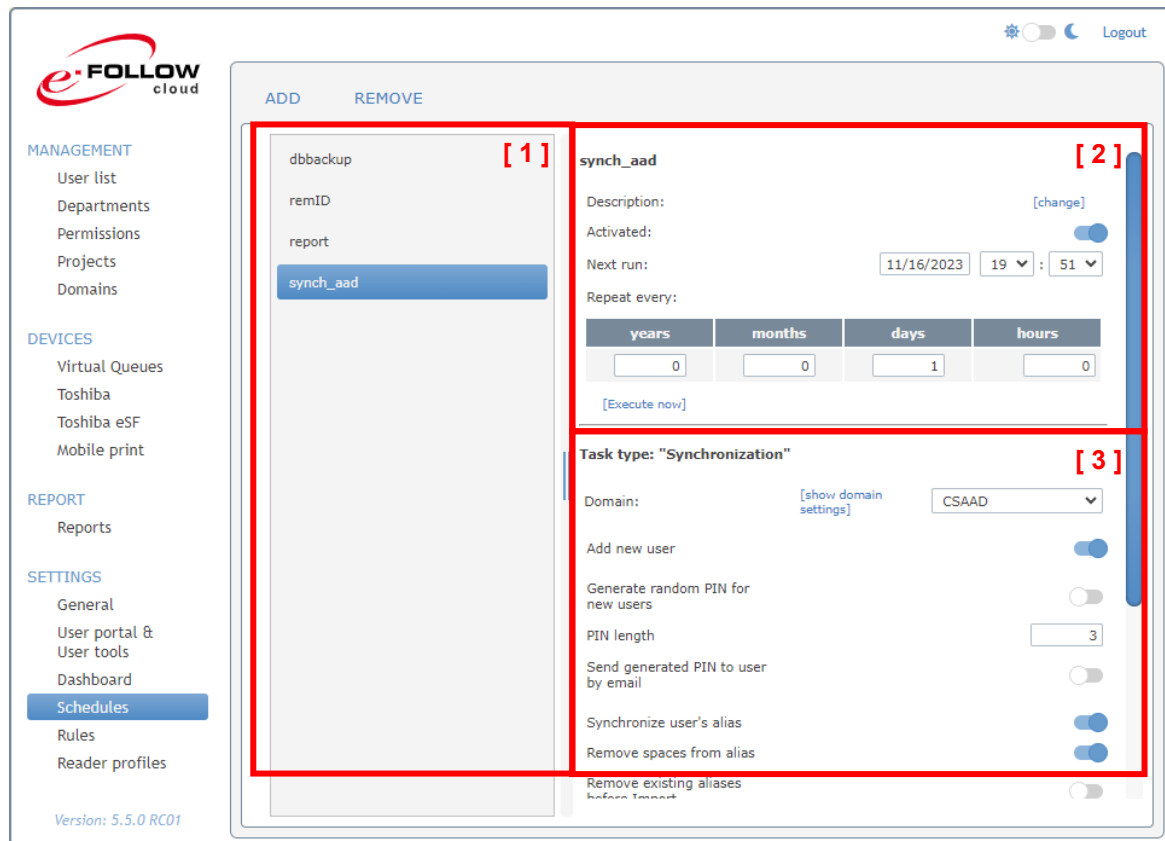 Logout
e-FOLLOW
cloud
ADD REMOVE
MANAGEMENT
User list
Departments
Permissions
Projects
Domains
DEVICES
Virtual Queues
Toshiba
Toshiba eSF
Mobile print
REPORT
Reports
SETTINGS
General
User portal &
User tools
Dashboard
Schedules
Rules
Reader profiles
Version: 5.5.0 RC01
[ 1 ]
dbbackup
remID
report
synch_aad
[ 2 ]
synch_aad
Description: [change]
Activated:
Next run: 11/16/2023 19 : 51
Repeat every:
years months days hours
0 0 1 0
[Execute now]
[ 3 ]
Task type: "Synchronization"
Domain: [show domain
settings] CSAAD
Add new user
Generate random PIN for
new users
PIN length 3
Send generated PIN to user
by email
Synchronize user's alias
Remove spaces from alias
Remove existing aliases
before Import